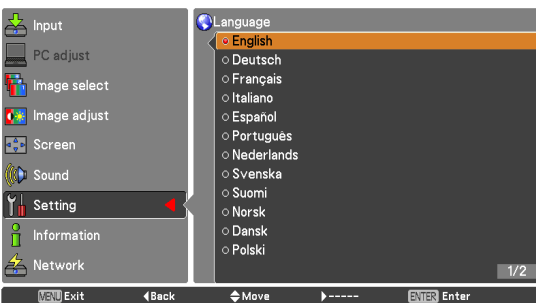 Input
PC adjust
Image select
Image adjust
Screen
Sound
Setting
Information
Network
Language
English
Deutsch
Français
Italiano
Español
Português
Nederlands
Svenska
Suomi
Norsk
Dansk
Polski
1/2
MENU Exit
Back
Move
-----
ENTER Enter